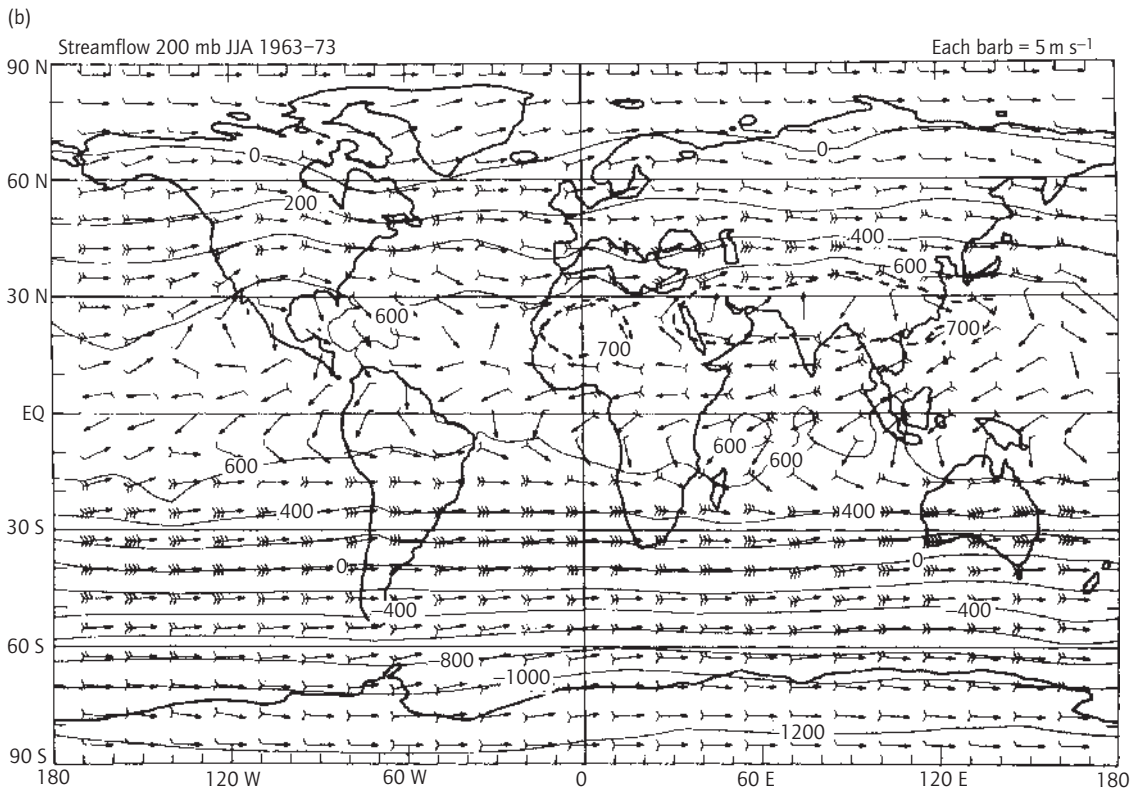 (b)
Streamflow 200 mb JJA 1963–73 Each barb = 5 m s–1
90 N
0 0
60 N
200
400
600
30 N
600 700
700
EQ
600
600 600
400 400
30 S
0 0
–400 –400
60 S
–800
–1000
1200
90 S
180 120 W 60 W 0 60 E 120 E 180